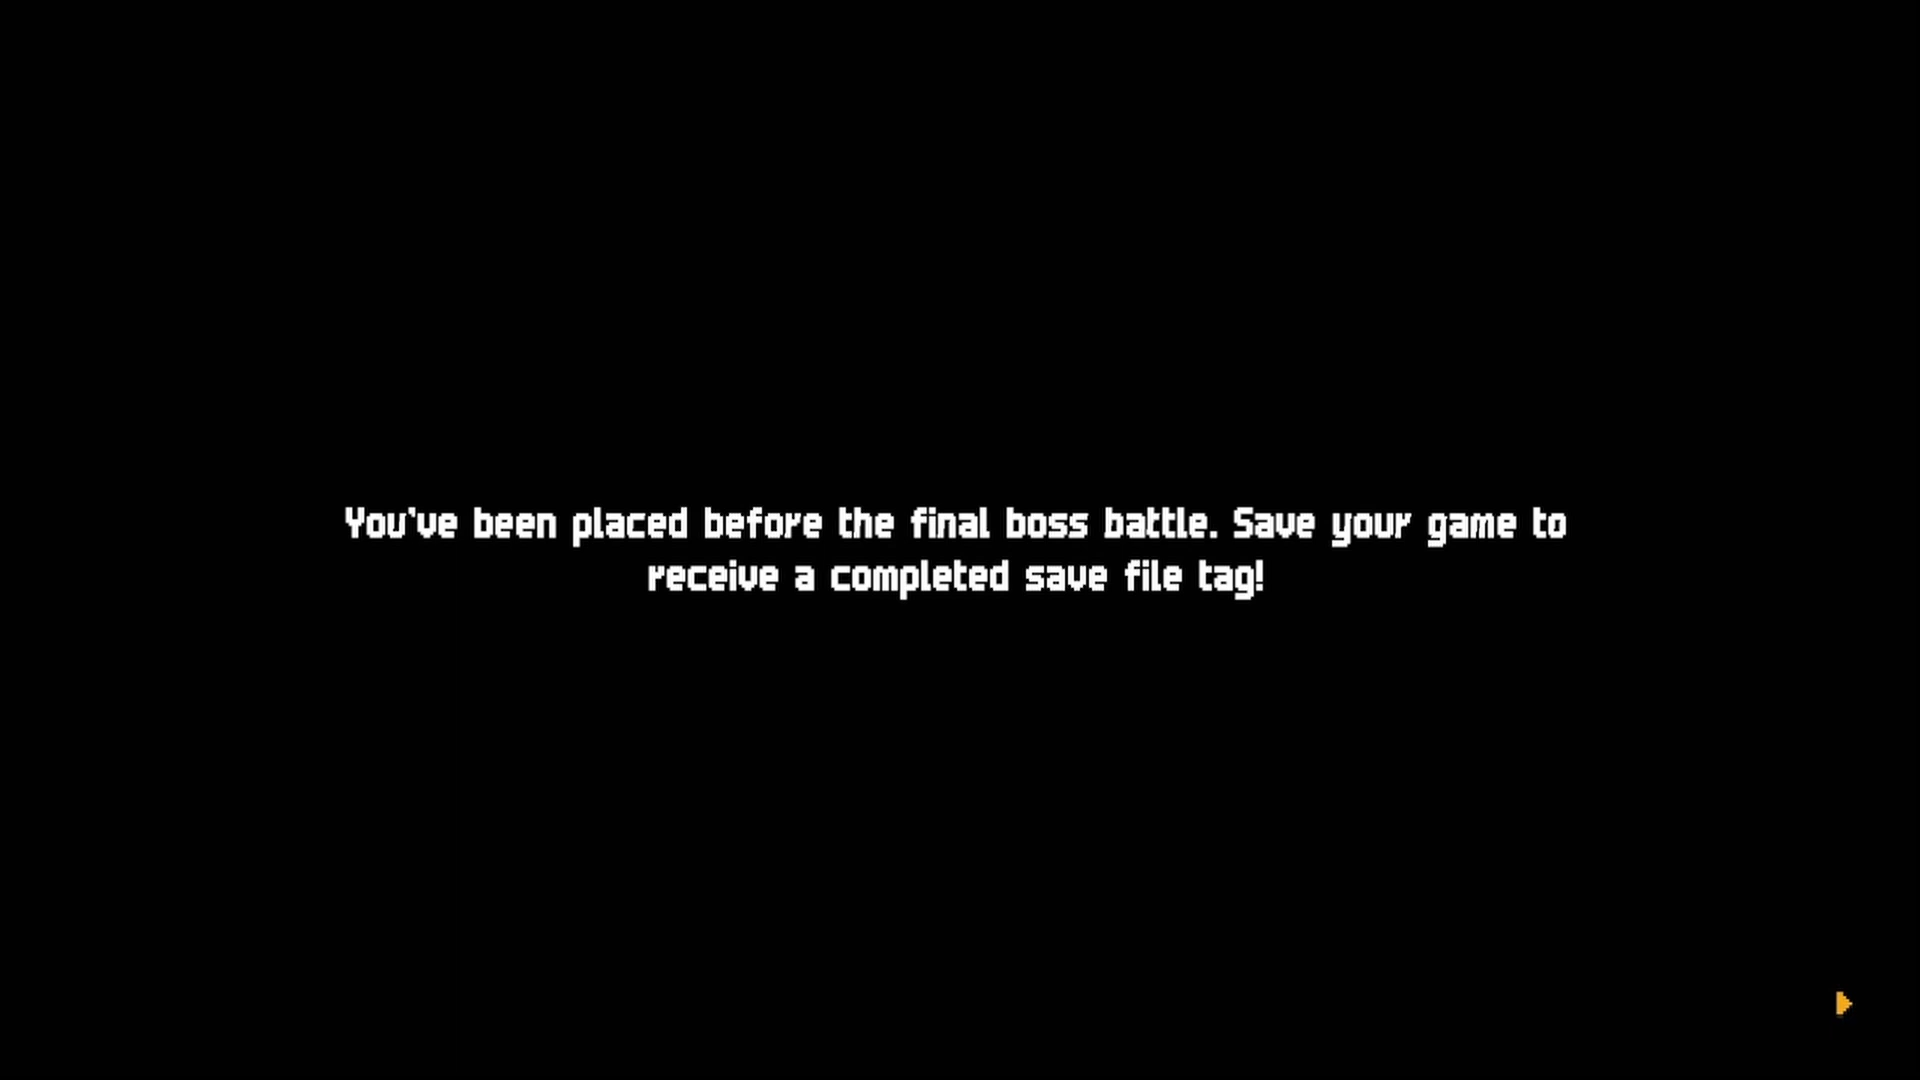 You've been placed before the final boss battle. Save your game to
receive a completed save file tag!